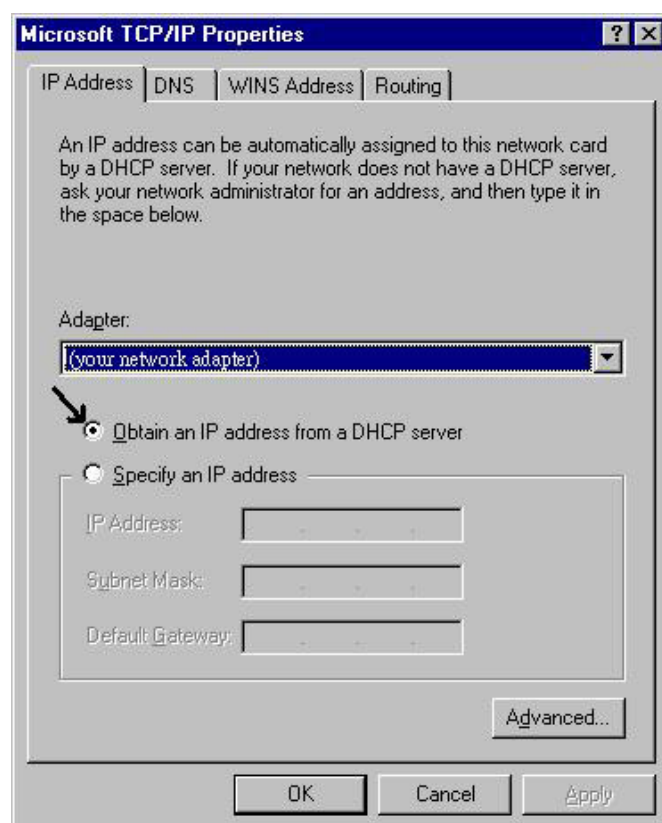 Microsoft TCP/IP Properties
IP Address DNS WINS Address Routing
An IP address can be automatically assigned to this network card
by a DHCP server. If your network does not have a DHCP server,
ask your network administrator for an address, and then type it in
the space below.
Adapter:
(your network adapter)
Obtain an IP address from a DHCP server
Specify an IP address
IP Address:
Subnet Mask:
Default Gateway:
Advanced...
OK Cancel Apply